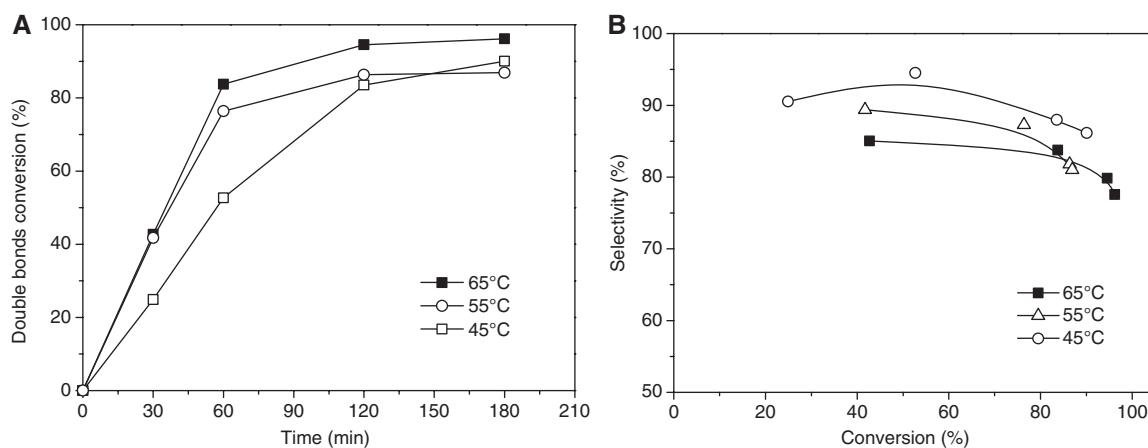 A
Double bonds conversion (%)
100
80
60
40
20
0
65°C
55°C
45°C
0 30 60 90 120 150 180 210
Time (min)
B
Selectivity (%)
100
90
80
70
60
50
65°C
55°C
45°C
0 20 40 60 80 100
Conversion (%)